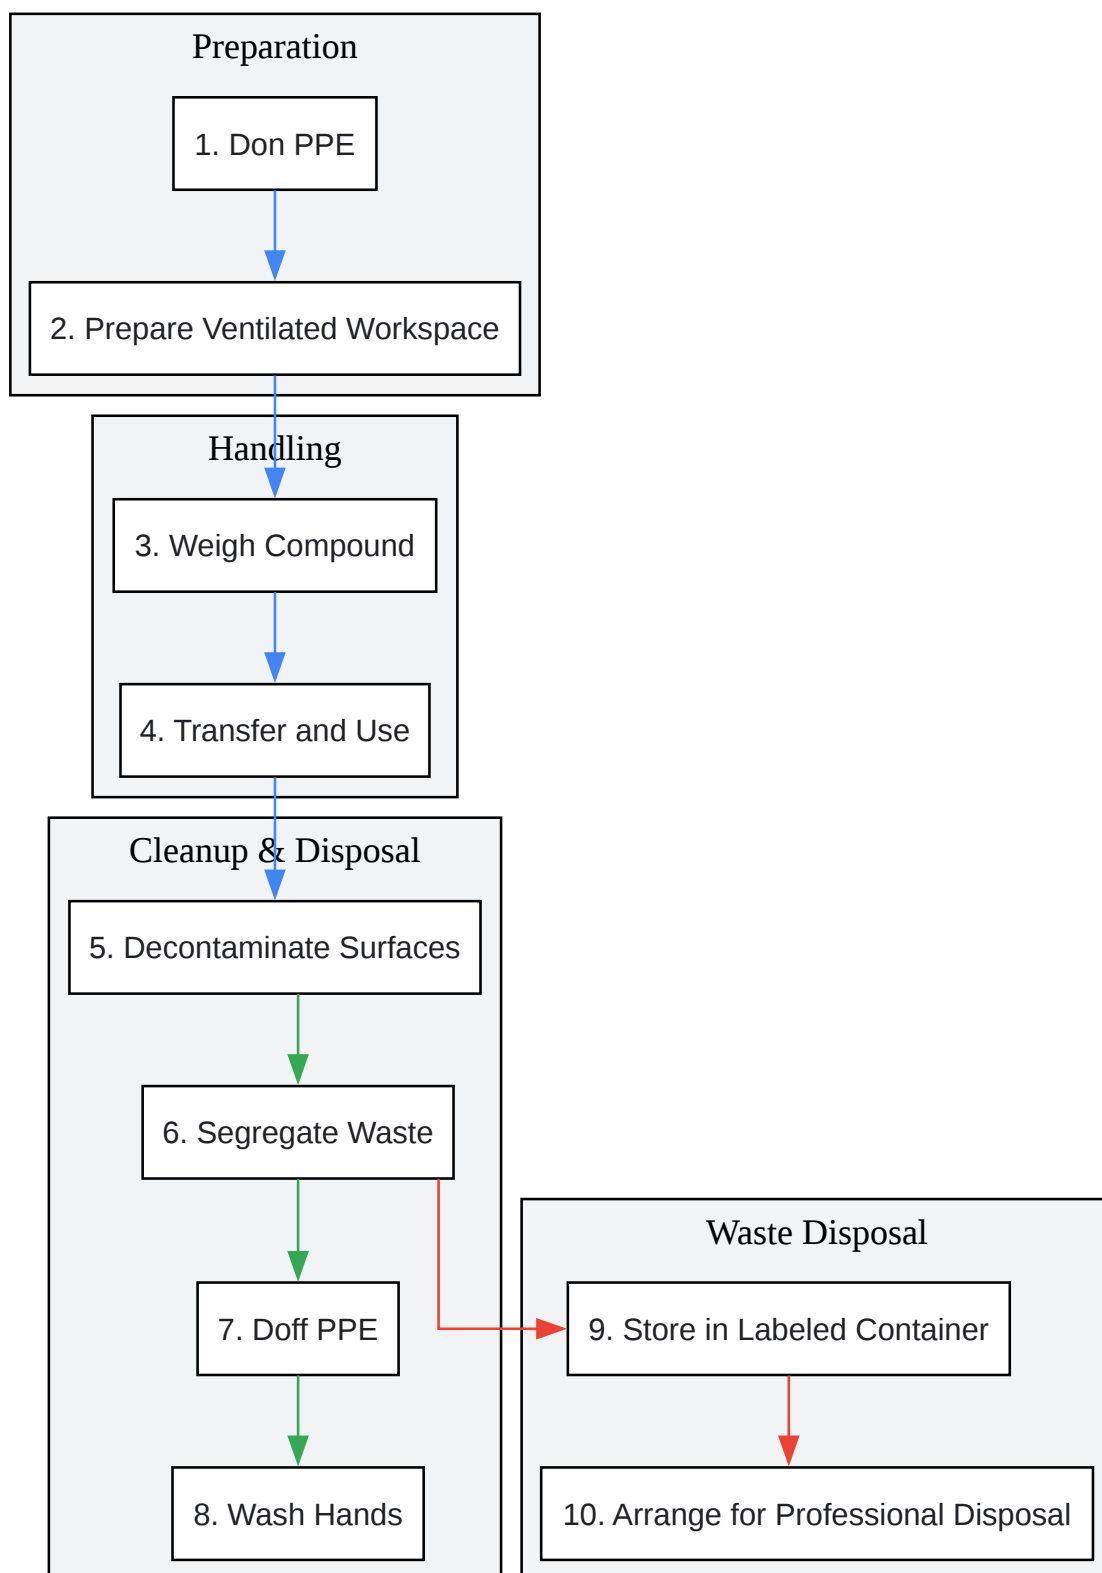 Preparation
1. Don PPE
2. Prepare Ventilated Workspace
Handling
3. Weigh Compound
4. Transfer and Use
Cleanup & Disposal
5. Decontaminate Surfaces
6. Segregate Waste
7. Doff PPE
8. Wash Hands
Waste Disposal
9. Store in Labeled Container
10. Arrange for Professional Disposal